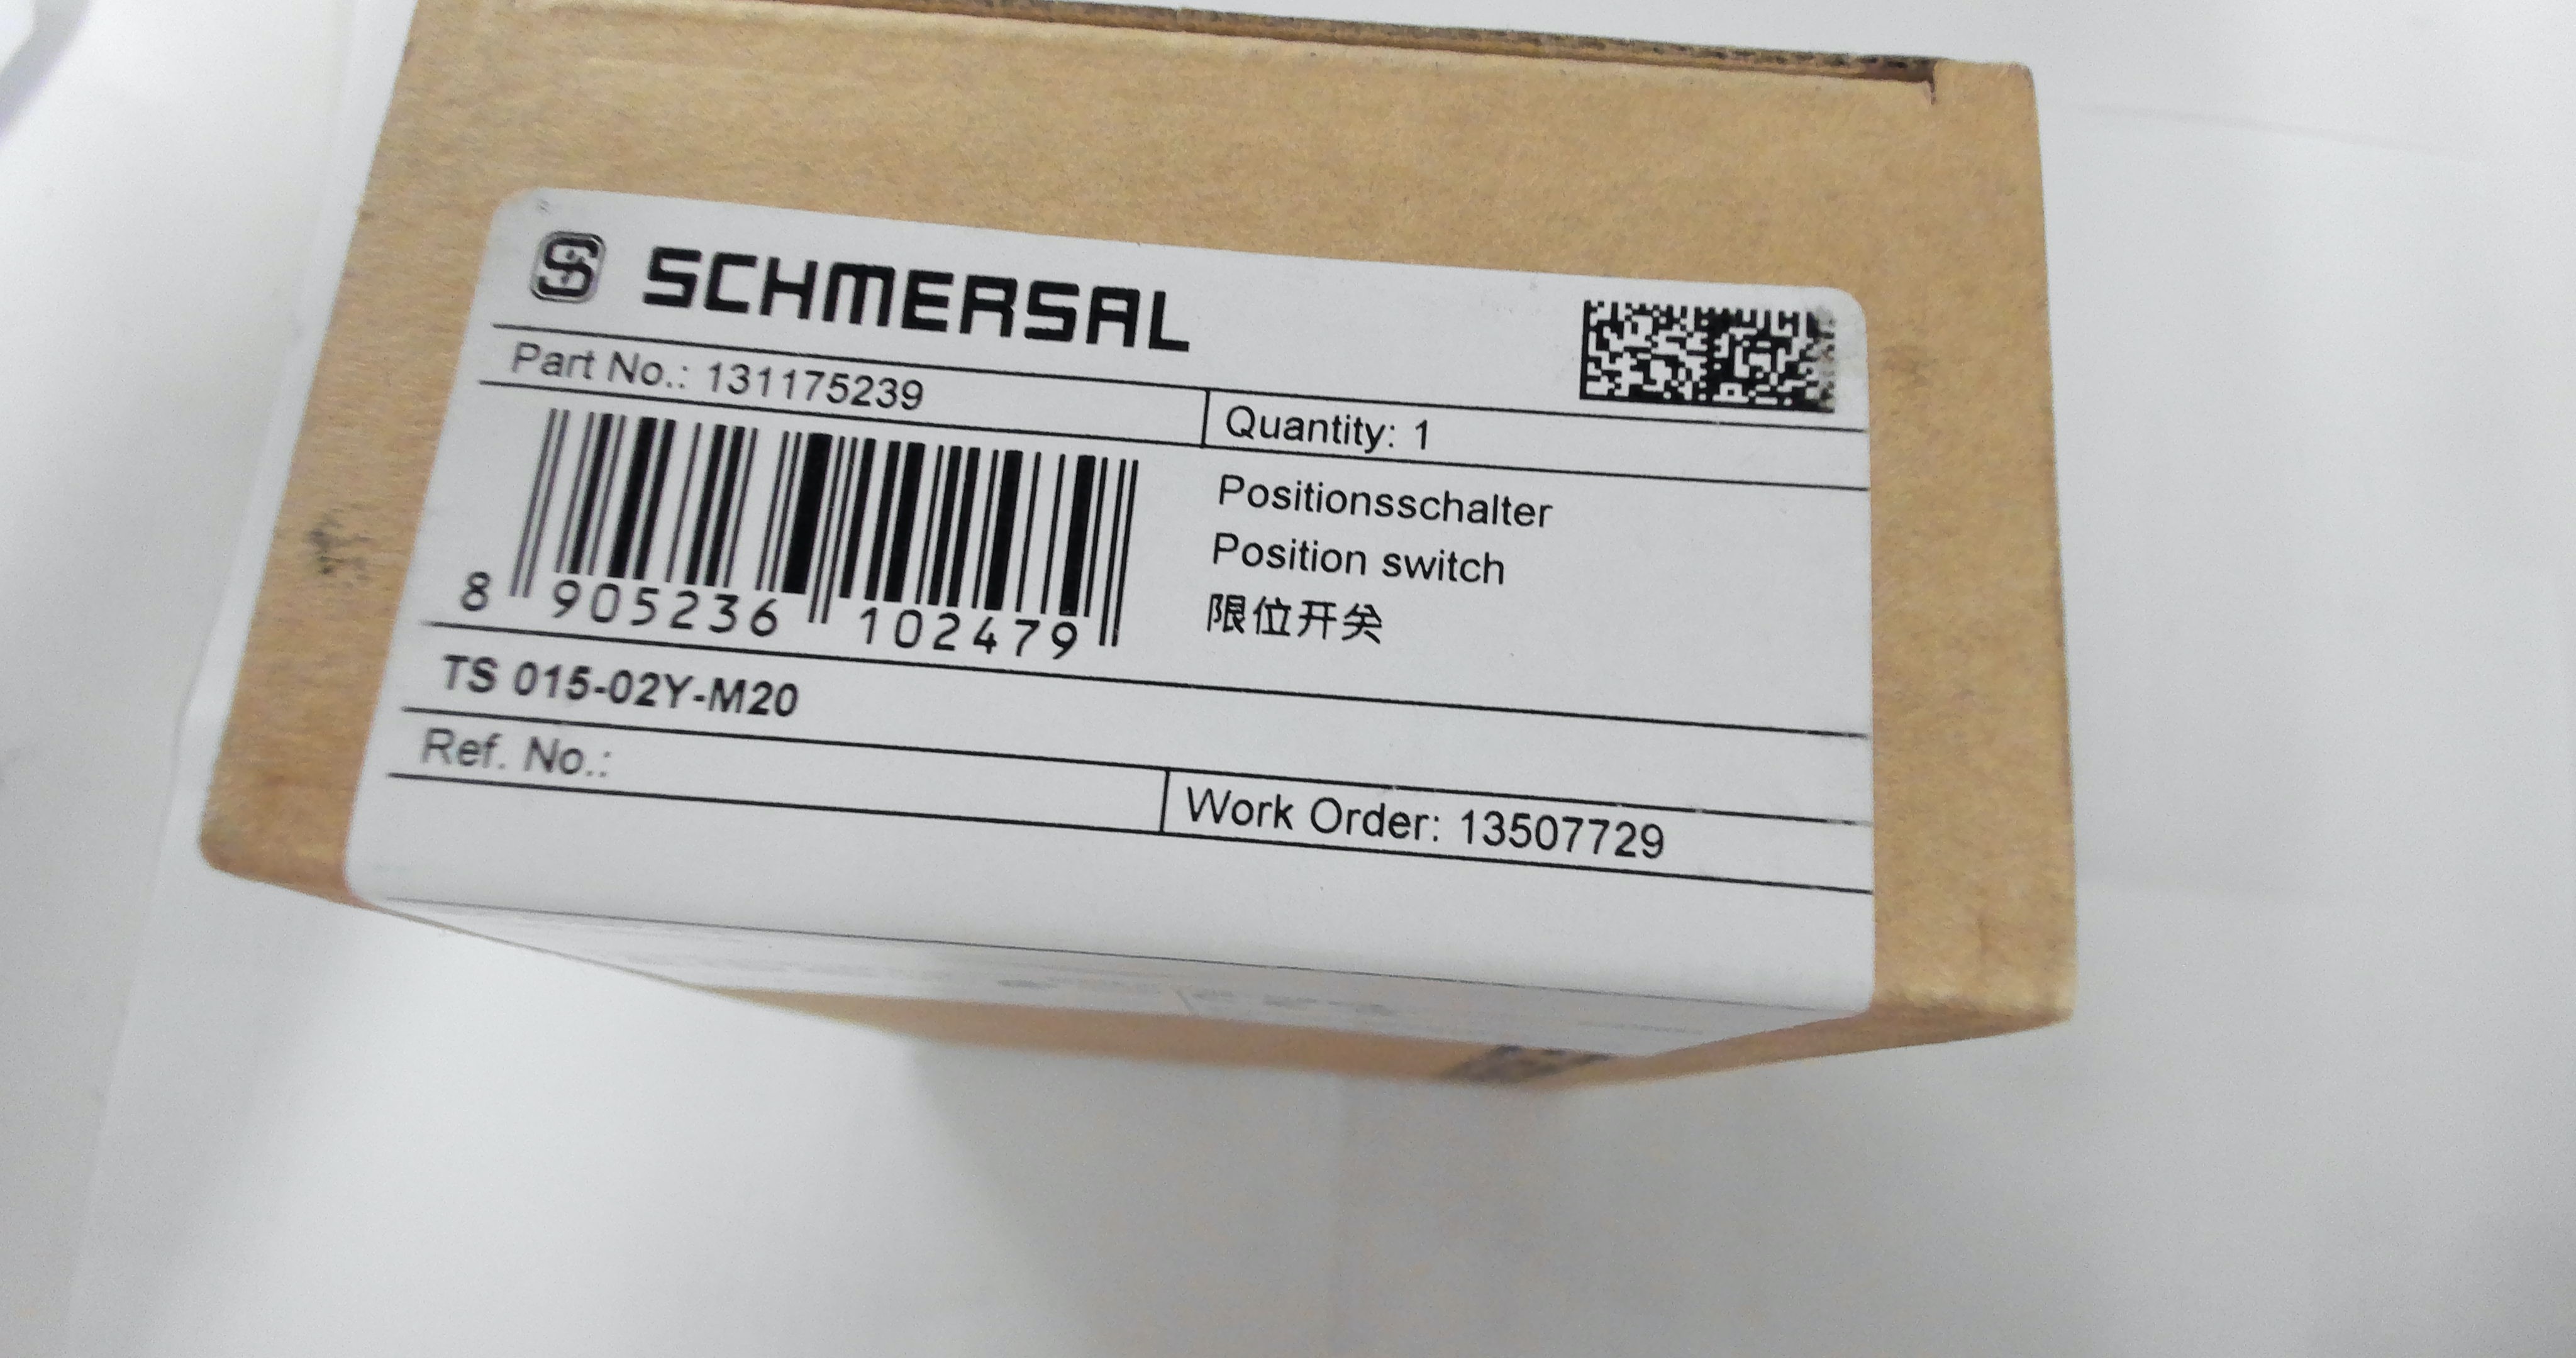 SCHMERSAL
Part No.: 131175239
Quantity: 1
8 905236 102479
Positionsschalter
Position switch
限位开关
TS 015-02Y-M20
Ref. No.:
Work Order: 13507729